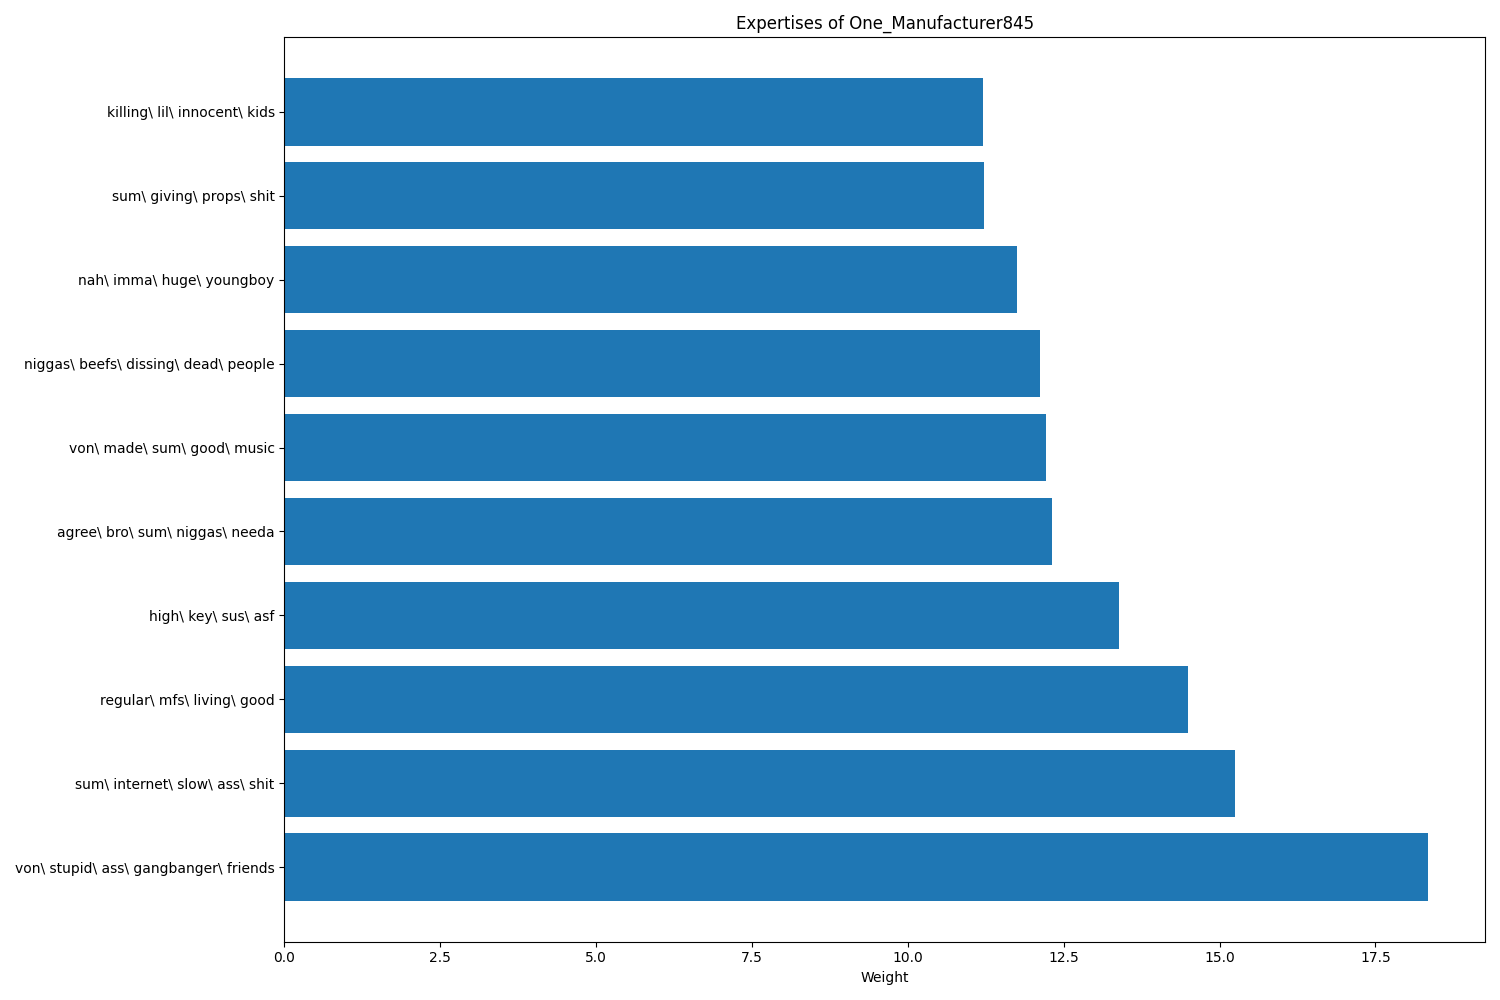 Expertises of One_Manufacturer845
killing\ lil\ innocent\ kids
sum\ giving\ props\ shit
nah\ imma\ huge\ youngboy
niggas\ beefs\ dissing\ dead\ people
von\ made\ sum\ good\ music
agree\ bro\ sum\ niggas\ needa
high\ key\ sus\ asf
regular\ mfs\ living\ good
sum\ internet\ slow\ ass\ shit
von\ stupid\ ass\ gangbanger\ friends
0.0 2.5 5.0 7.5 10.0 12.5 15.0 17.5
Weight